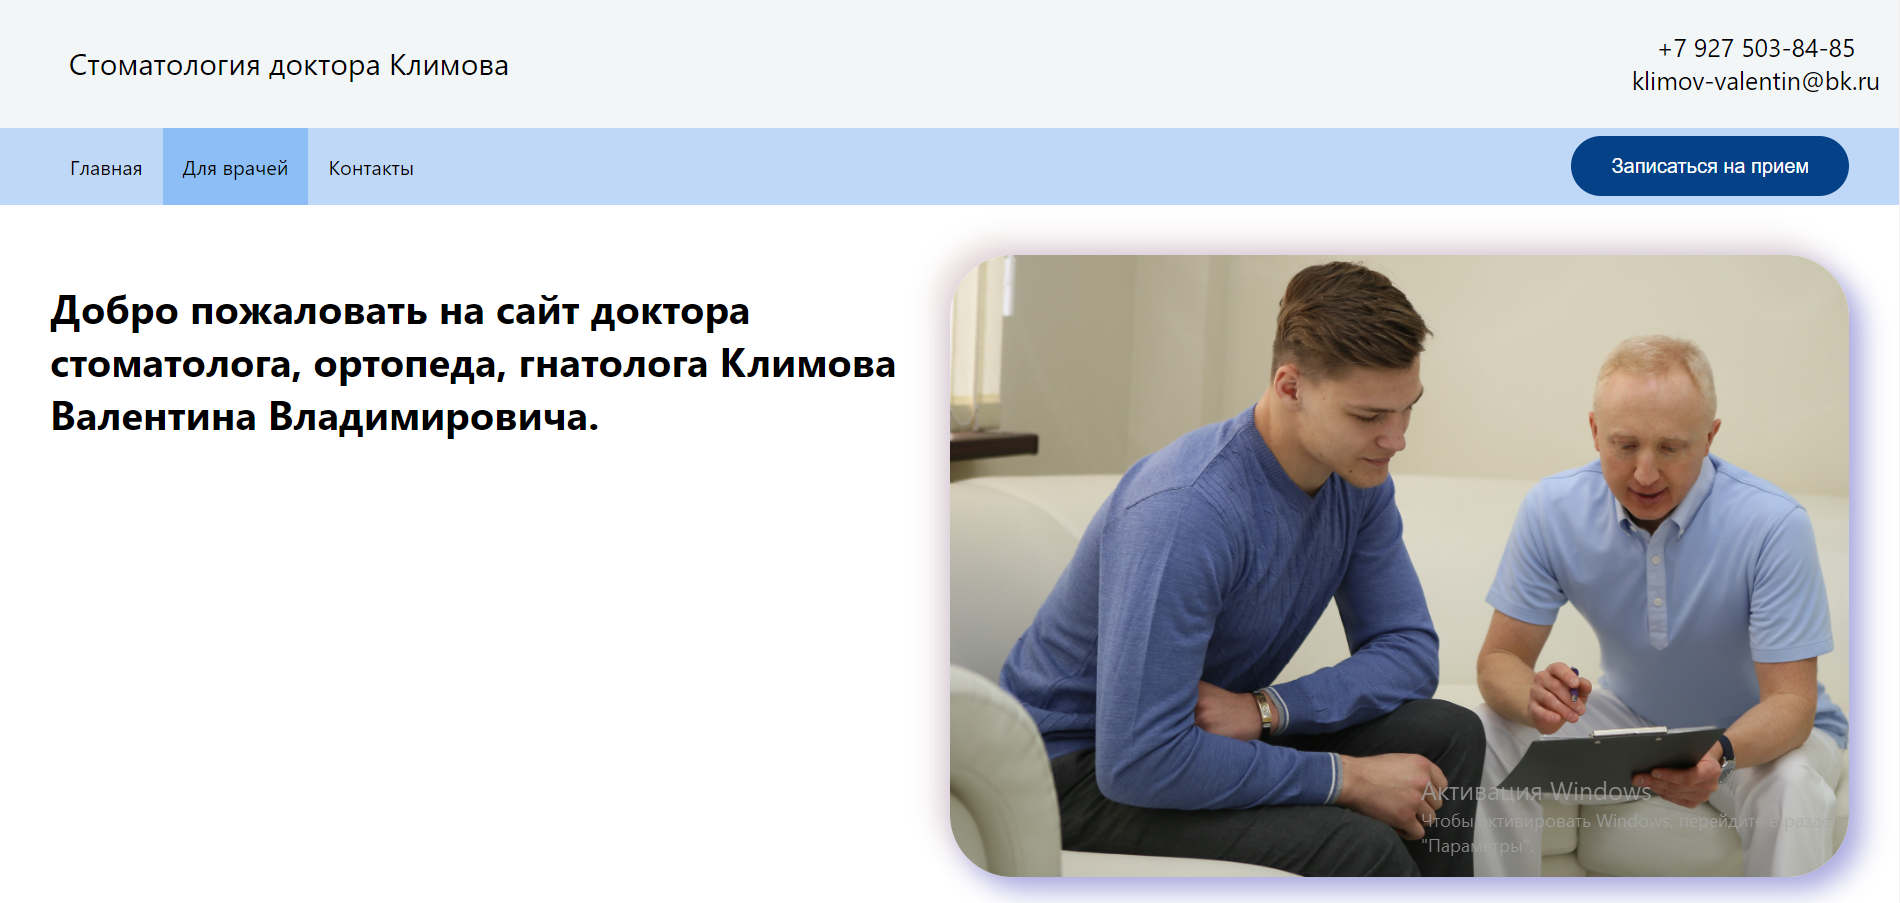 Стоматология доктора Климова
+7 927 503-84-85
klimov-valentin@bk.ru
Главная
Для врачей
Контакты
Записаться на прием
Добро пожаловать на сайт доктора
стоматолога, ортопеда, гнатолога Климова
Валентина Владимировича.
Активация Windows
Чтобы активировать Windows, перейдите в разде
"Параметры".